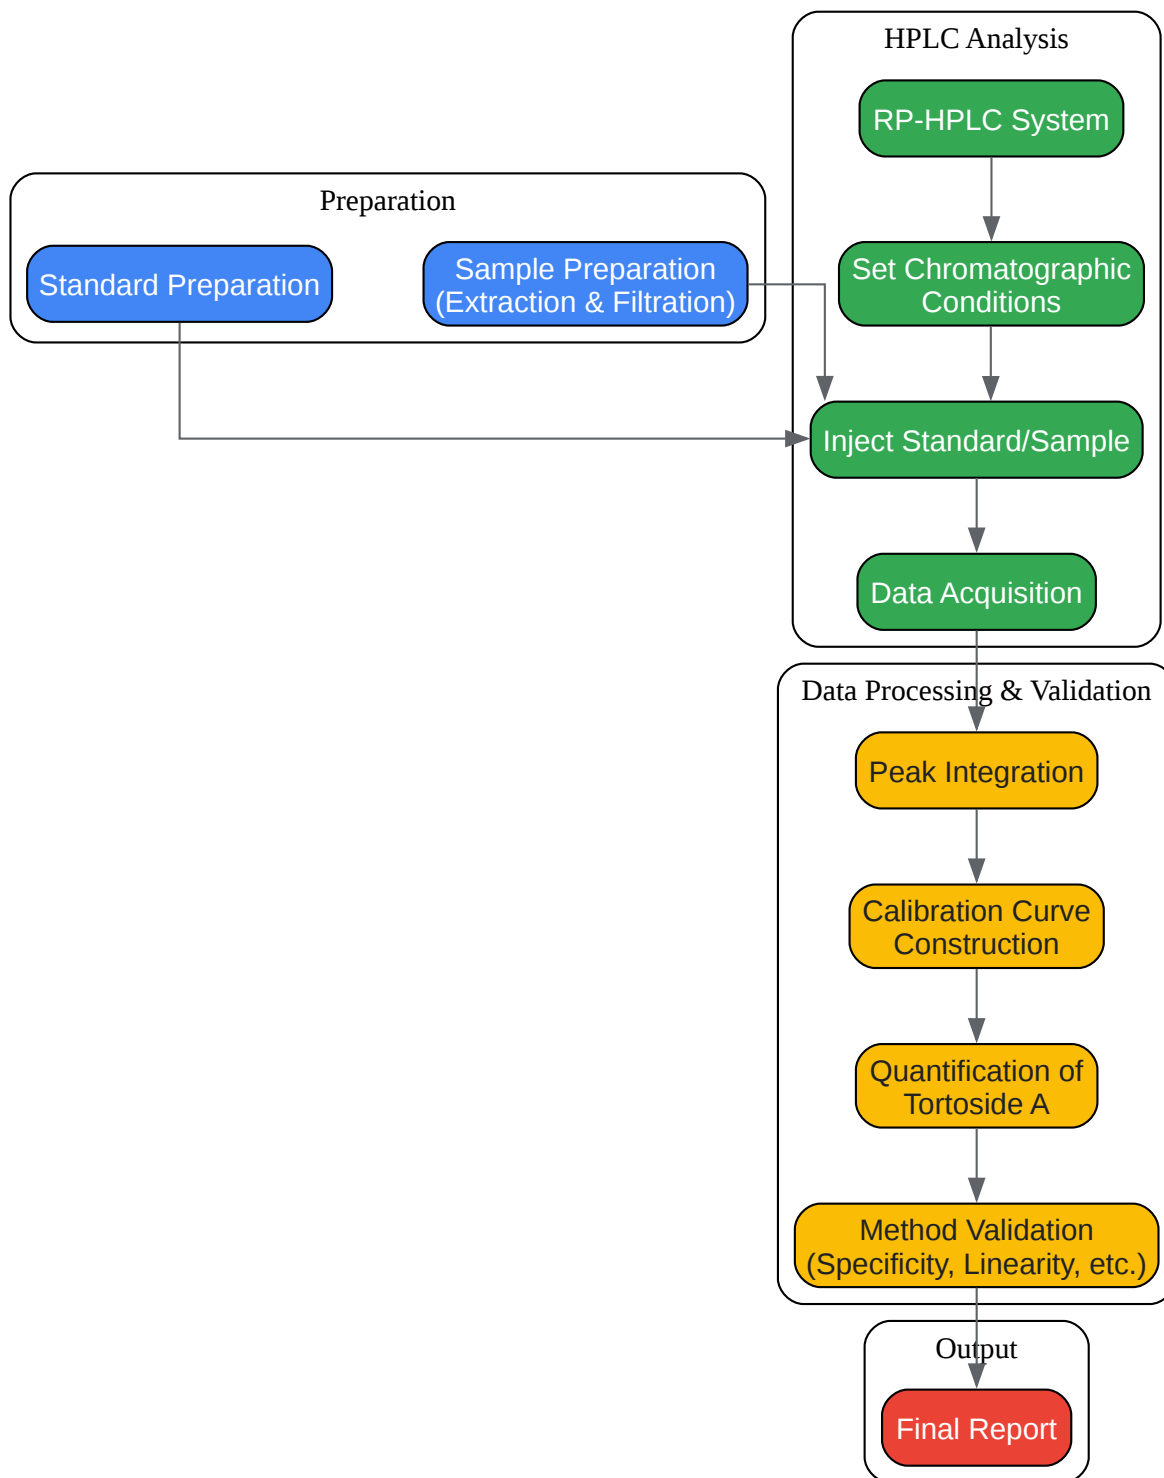 HPLC Analysis
RP-HPLC System
Preparation
Standard Preparation
Sample Preparation
(Extraction & Filtration)
Set Chromatographic
Conditions
Inject Standard/Sample
Data Acquisition
Data Processing & Validation
Peak Integration
Calibration Curve
Construction
Quantification of
Tortoside A
Method Validation
(Specificity, Linearity, etc.)
Output
Final Report